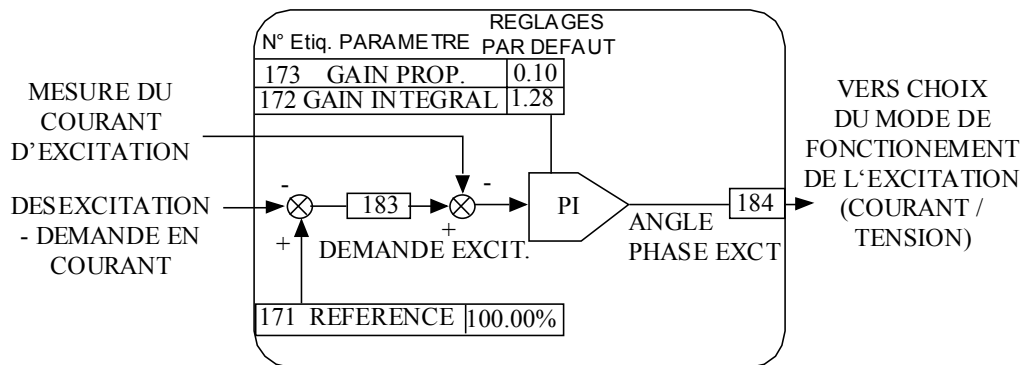 N° Etiq. PARAMETRE
REGLAGES
PAR DEFAUT
173 GAIN PROP. 0.10
172 GAIN INTEGRAL 1.28
MESURE DU
COURANT
D'EXCITATION
DESEXCITATION
- DEMANDE EN
COURANT
-
+
183
-
+
DEMANDE EXCIT.
PI
ANGLE
PHASE EXCT
184
VERS CHOIX
DU MODE DE
FONCTIONEMENT
DE L‘EXCITATION
(COURANT /
TENSION)
171 REFERENCE 100.00%